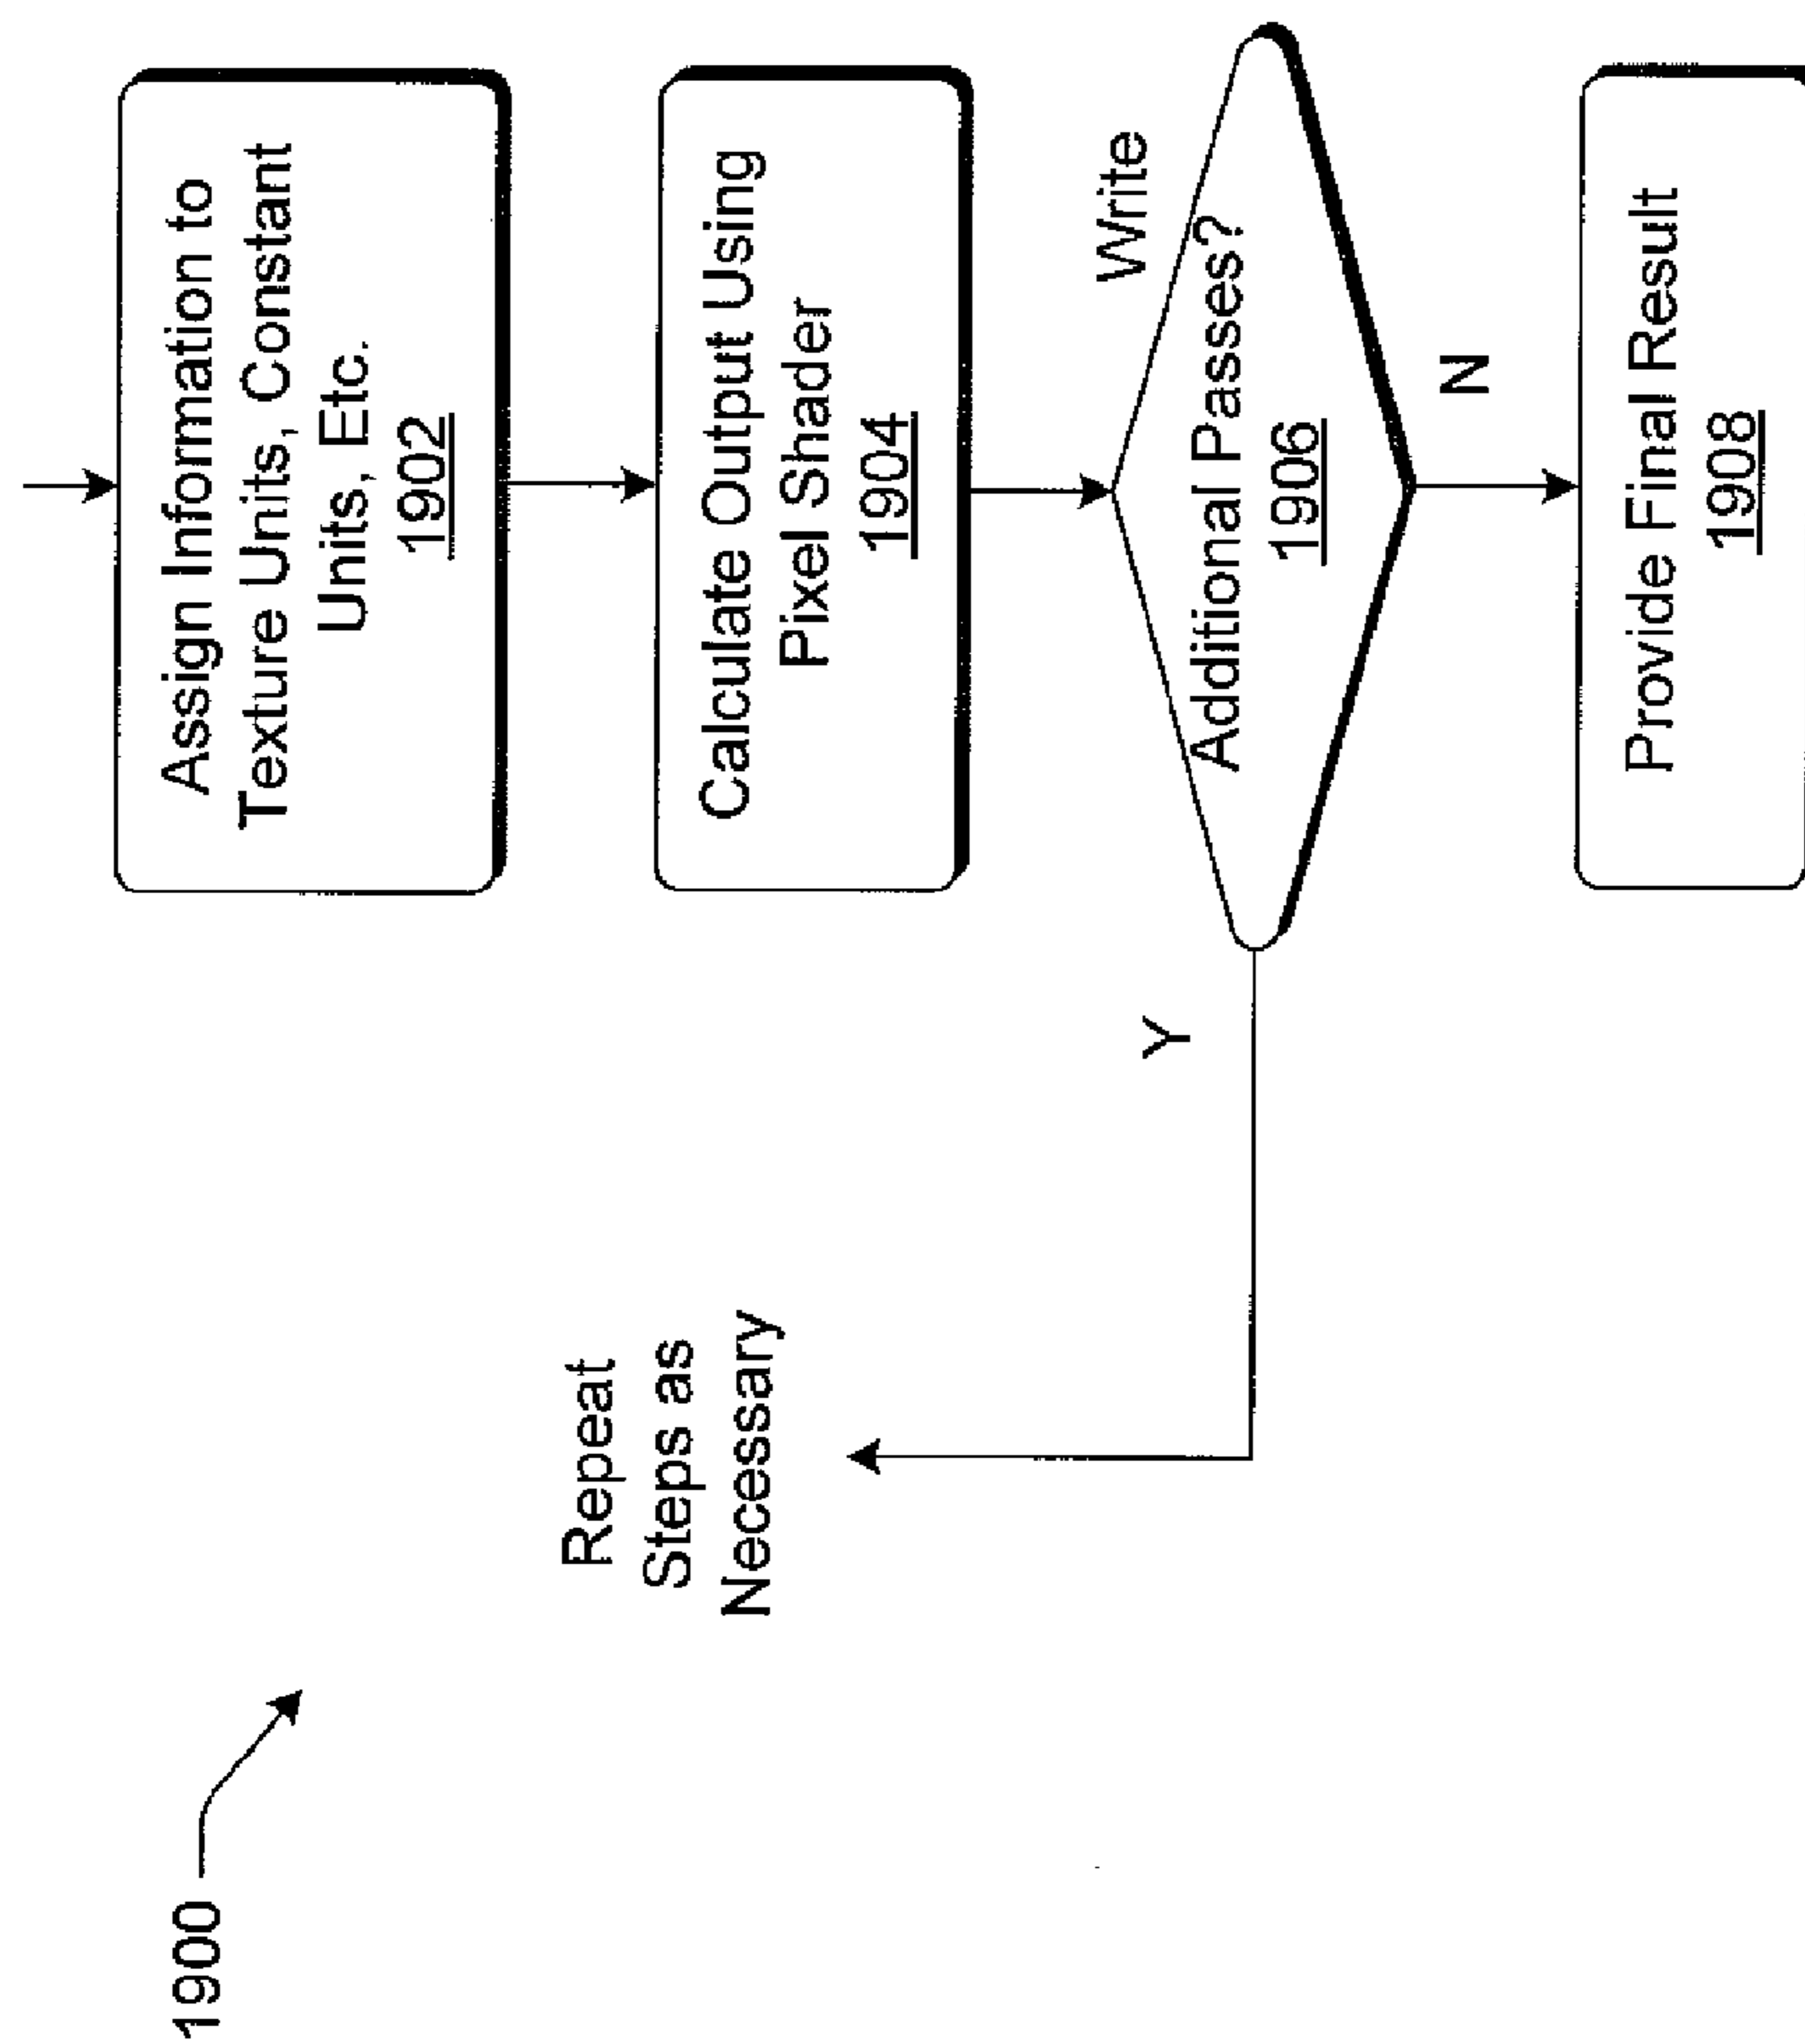 1900
Assign Information to
Texture Units, Constant
Units, Etc.
1902
Repeat
Steps as
Necessary
Calculate Output Using
Pixel Shader
1904
Write
Y
Additional Passes?
1906
N
Provide Final Result
1908